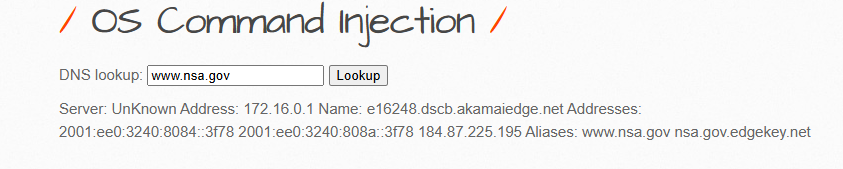 / OS Command Injection /
DNS lookup: www.nsa.gov Lookup
Server: UnKnown Address: 172.16.0.1 Name: e16248.dscb.akamaiedge.net Addresses:
2001:ee0:3240:8084::3f78 2001:ee0:3240:808a::3f78 184.87.225.195 Aliases: www.nsa.gov nsa.gov.edgekey.net